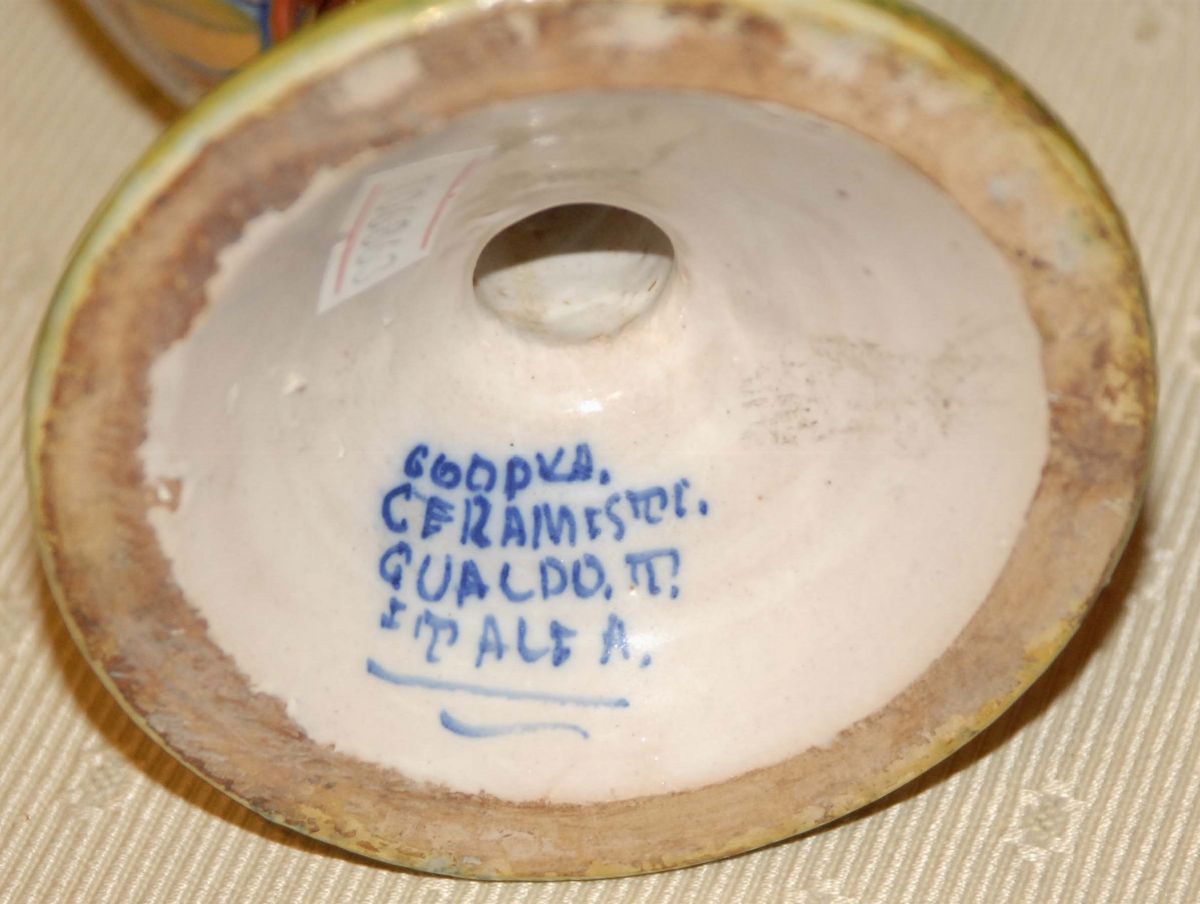 COOPVA.
CERAMISTI.
GUALDO. T.
ITALIA.